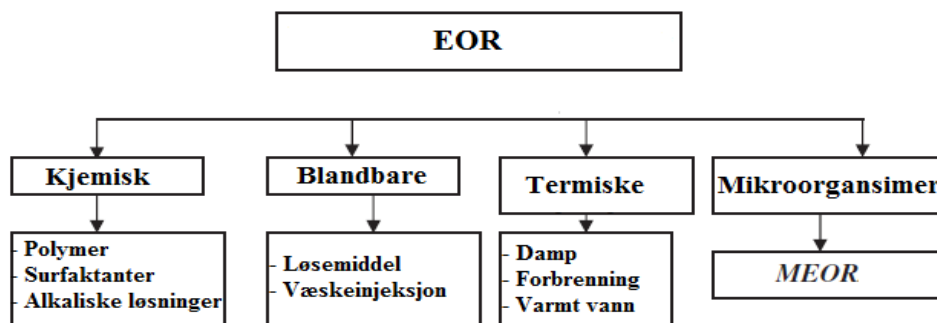 EOR
Kjemisk
Blandbare
Termiske
Mikroorgansimer
- Polymer
- Surfaktanter
- Alkaliske løsninger
- Løsemiddel
- Væskeinjeksjon
- Damp
- Forbrenning
- Varmt vann
MEOR